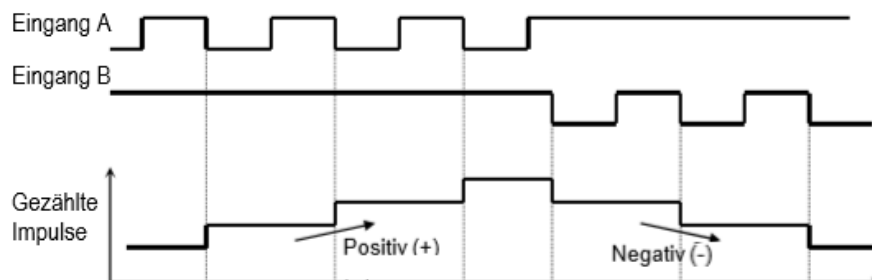 Eingang A
Eingang B
Gezählte
Impulse
Positiv (+)
Negativ (-)